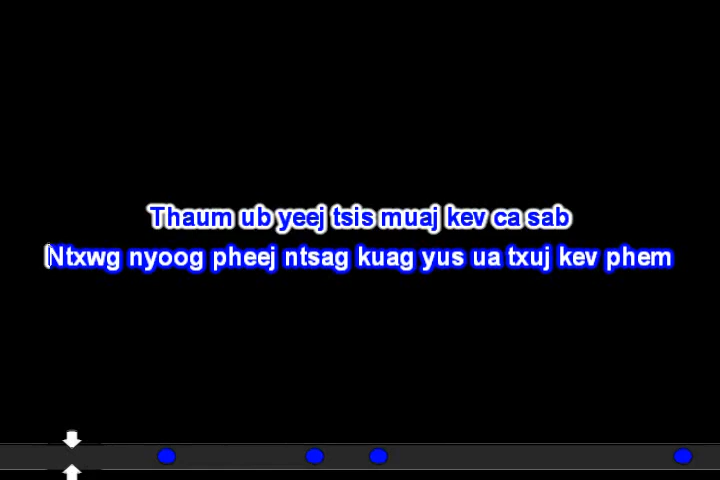 Thaum ub yeej tsis muaj kev ca sab
Ntxwg nyoog pheej ntsag kuag yus ua txuj kev phem